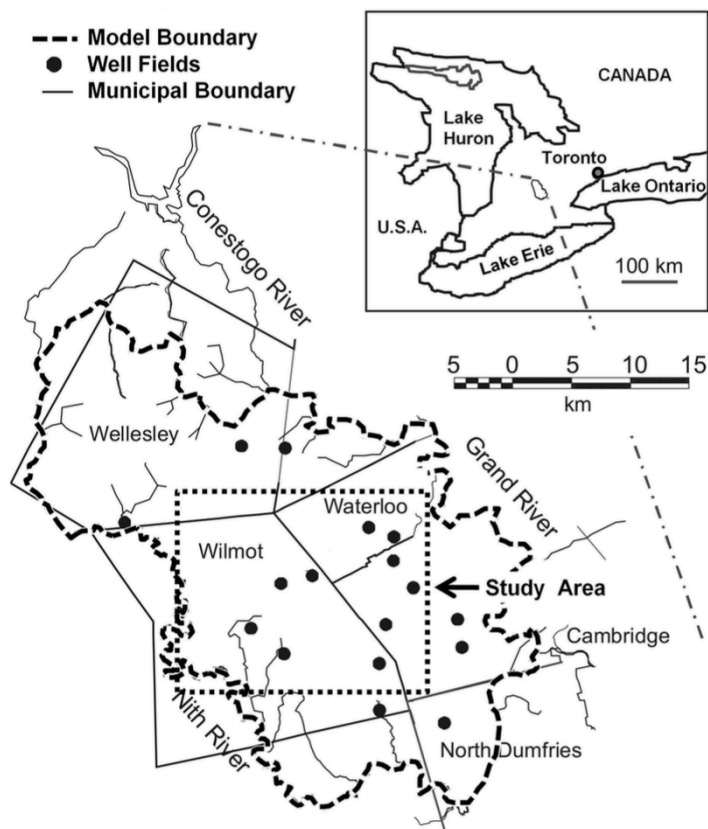 Model Boundary
Well Fields
Municipal Boundary
CANADA
Lake
Huron
Toronto
Lake Ontario
U.S.A.
Lake Erie
100 km
Conestogo River
5 0 5 10 15
km
Wellesley
Grand River
Waterloo
Wilmot
Study Area
Cambridge
Nith River
North Dumfries